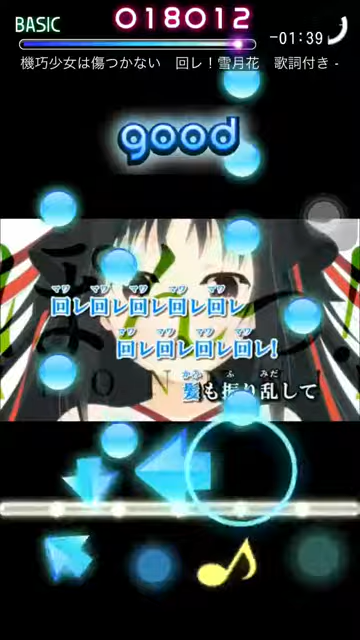 BASIC
018012
-01:39
機巧少女は傷つかない 回レ!雪月花 歌詞付き -
good
マワ マワ マワ マワ マワ
回レ回レ回レ回レ回レ
マワ マワ マワ マワ
回レ回レ回レ回レ!
かみ ふ みだ
髪も振り乱して